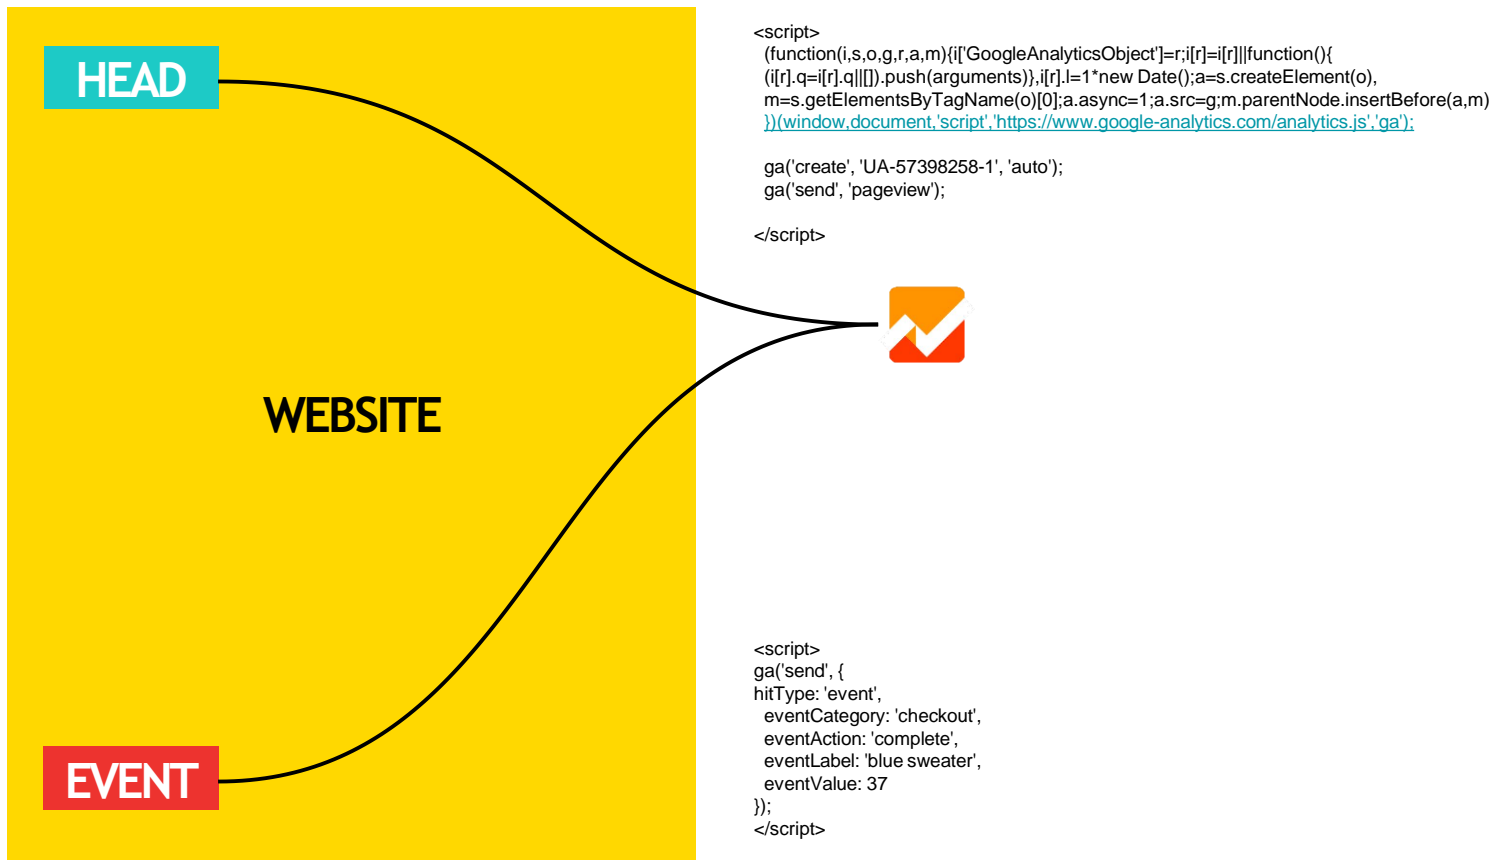 HEAD
WEBSITE
EVENT
<script>
(function(i,s,o,g,r,a,m){i['GoogleAnalyticsObject']=r;i[r]=i[r]||function(){
(i[r].q=i[r].q||[]).push(arguments)},i[r].l=1*new Date();a=s.createElement(o),
m=s.getElementsByTagName(o)[0];a.async=1;a.src=g;m.parentNode.insertBefore(a,m)
})(window,document,'script','https://www.google-analytics.com/analytics.js','ga');
ga('create', 'UA-57398258-1', 'auto');
ga('send', 'pageview');
</script>
<script>
ga('send', {
hitType: 'event',
eventCategory: 'checkout',
eventAction: 'complete',
eventLabel: 'blue sweater',
eventValue: 37
});
</script>